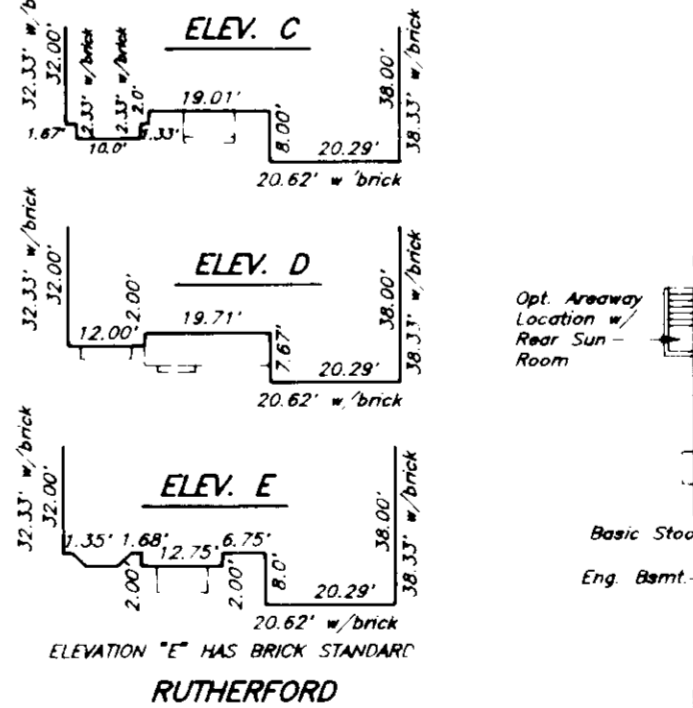 ELEV. C
32.33' w/b
32.00'
2.33' w/brick
2.33' w/brick
2.0'
19.01'
1.67'
10.0'
.33'
8.00'
38.00'
38.33' w/brick
20.29'
20.62' w/brick
ELEV. D
32.33' w/brick
32.00'
2.00'
12.00'
19.71'
7.67'
38.00'
38.33' w/brick
20.29'
20.62' w/brick
Opt. Areaway
Location w/
Rear Sun -
Room
ELEV. E
32.33' w/brick
32.00'
1.35'
1.68'
12.75'
6.75'
2.00'
2.00'
8.0'
38.00'
38.33' w/brick
20.29'
20.62' w/brick
Basic Stoo
Eng. Bsmt.-
ELEVATION "E" HAS BRICK STANDARD
RUTHERFORD